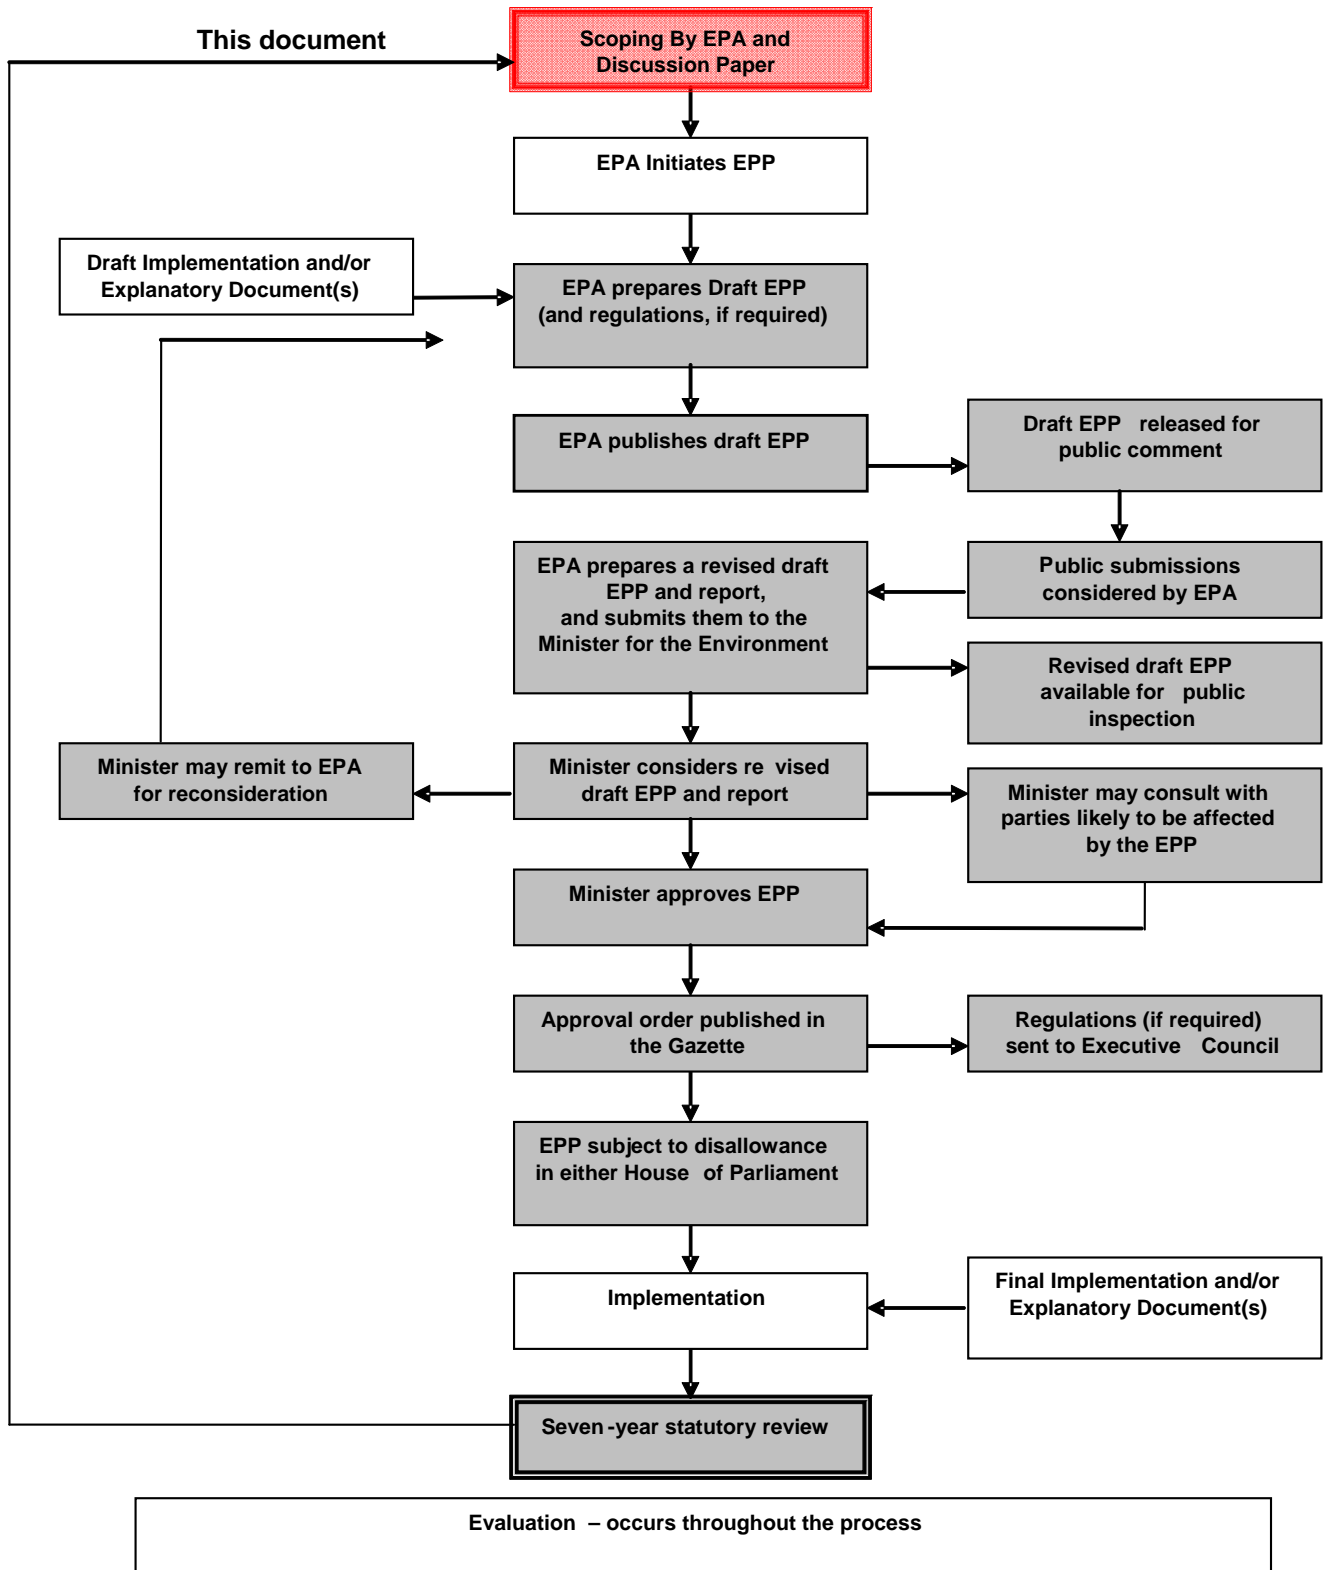 This document
Scoping By EPA and
Discussion Paper
EPA Initiates EPP
Draft Implementation and/or
Explanatory Document(s)
EPA prepares Draft EPP
(and regulations, if required)
EPA publishes draft EPP
Draft EPP released for
public comment
Public submissions
considered by EPA
EPA prepares a revised draft
EPP and report,
and submits them to the
Minister for the Environment
Revised draft EPP
available for public
inspection
Minister may remit to EPA
for reconsideration
Minister considers re vised
draft EPP and report
Minister may consult with
parties likely to be affected
by the EPP
Minister approves EPP
Approval order published in
the Gazette
Regulations (if required)
sent to Executive Council
EPP subject to disallowance
in either House of Parliament
Implementation
Final Implementation and/or
Explanatory Document(s)
Seven -year statutory review
Evaluation – occurs throughout the process